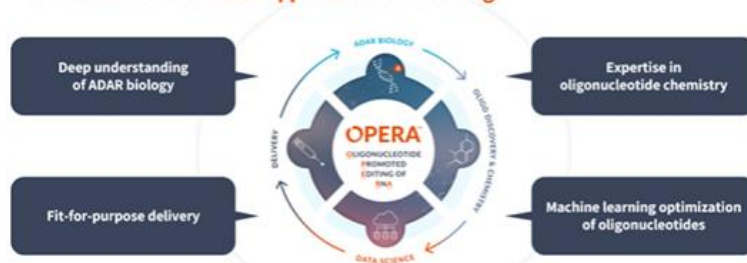 ADAR BIOLOGY
Deep understanding
of ADAR biology
Expertise in
oligonucleotide chemistry
OLIGO DISCOVERY & CHEMISTRY
DELIVERY
OPERA™
OLIGONUCLEOTIDE
PROMOTED
EDITING OF
RNA
Fit-for-purpose delivery
Machine learning optimization
of oligonucleotides
DATA SCIENCE